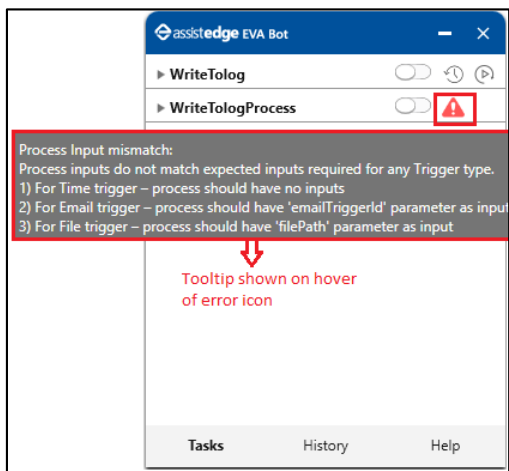 assistedge EVA Bot
WriteTolog
WriteTologProcess
Process Input mismatch:
Process inputs do not match expected inputs required for any Trigger type.
1) For Time trigger – process should have no inputs
2) For Email trigger – process should have 'emailTriggerId' parameter as input
3) For File trigger – process should have 'filePath' parameter as input
Tooltip shown on hover
of error icon
Tasks History Help